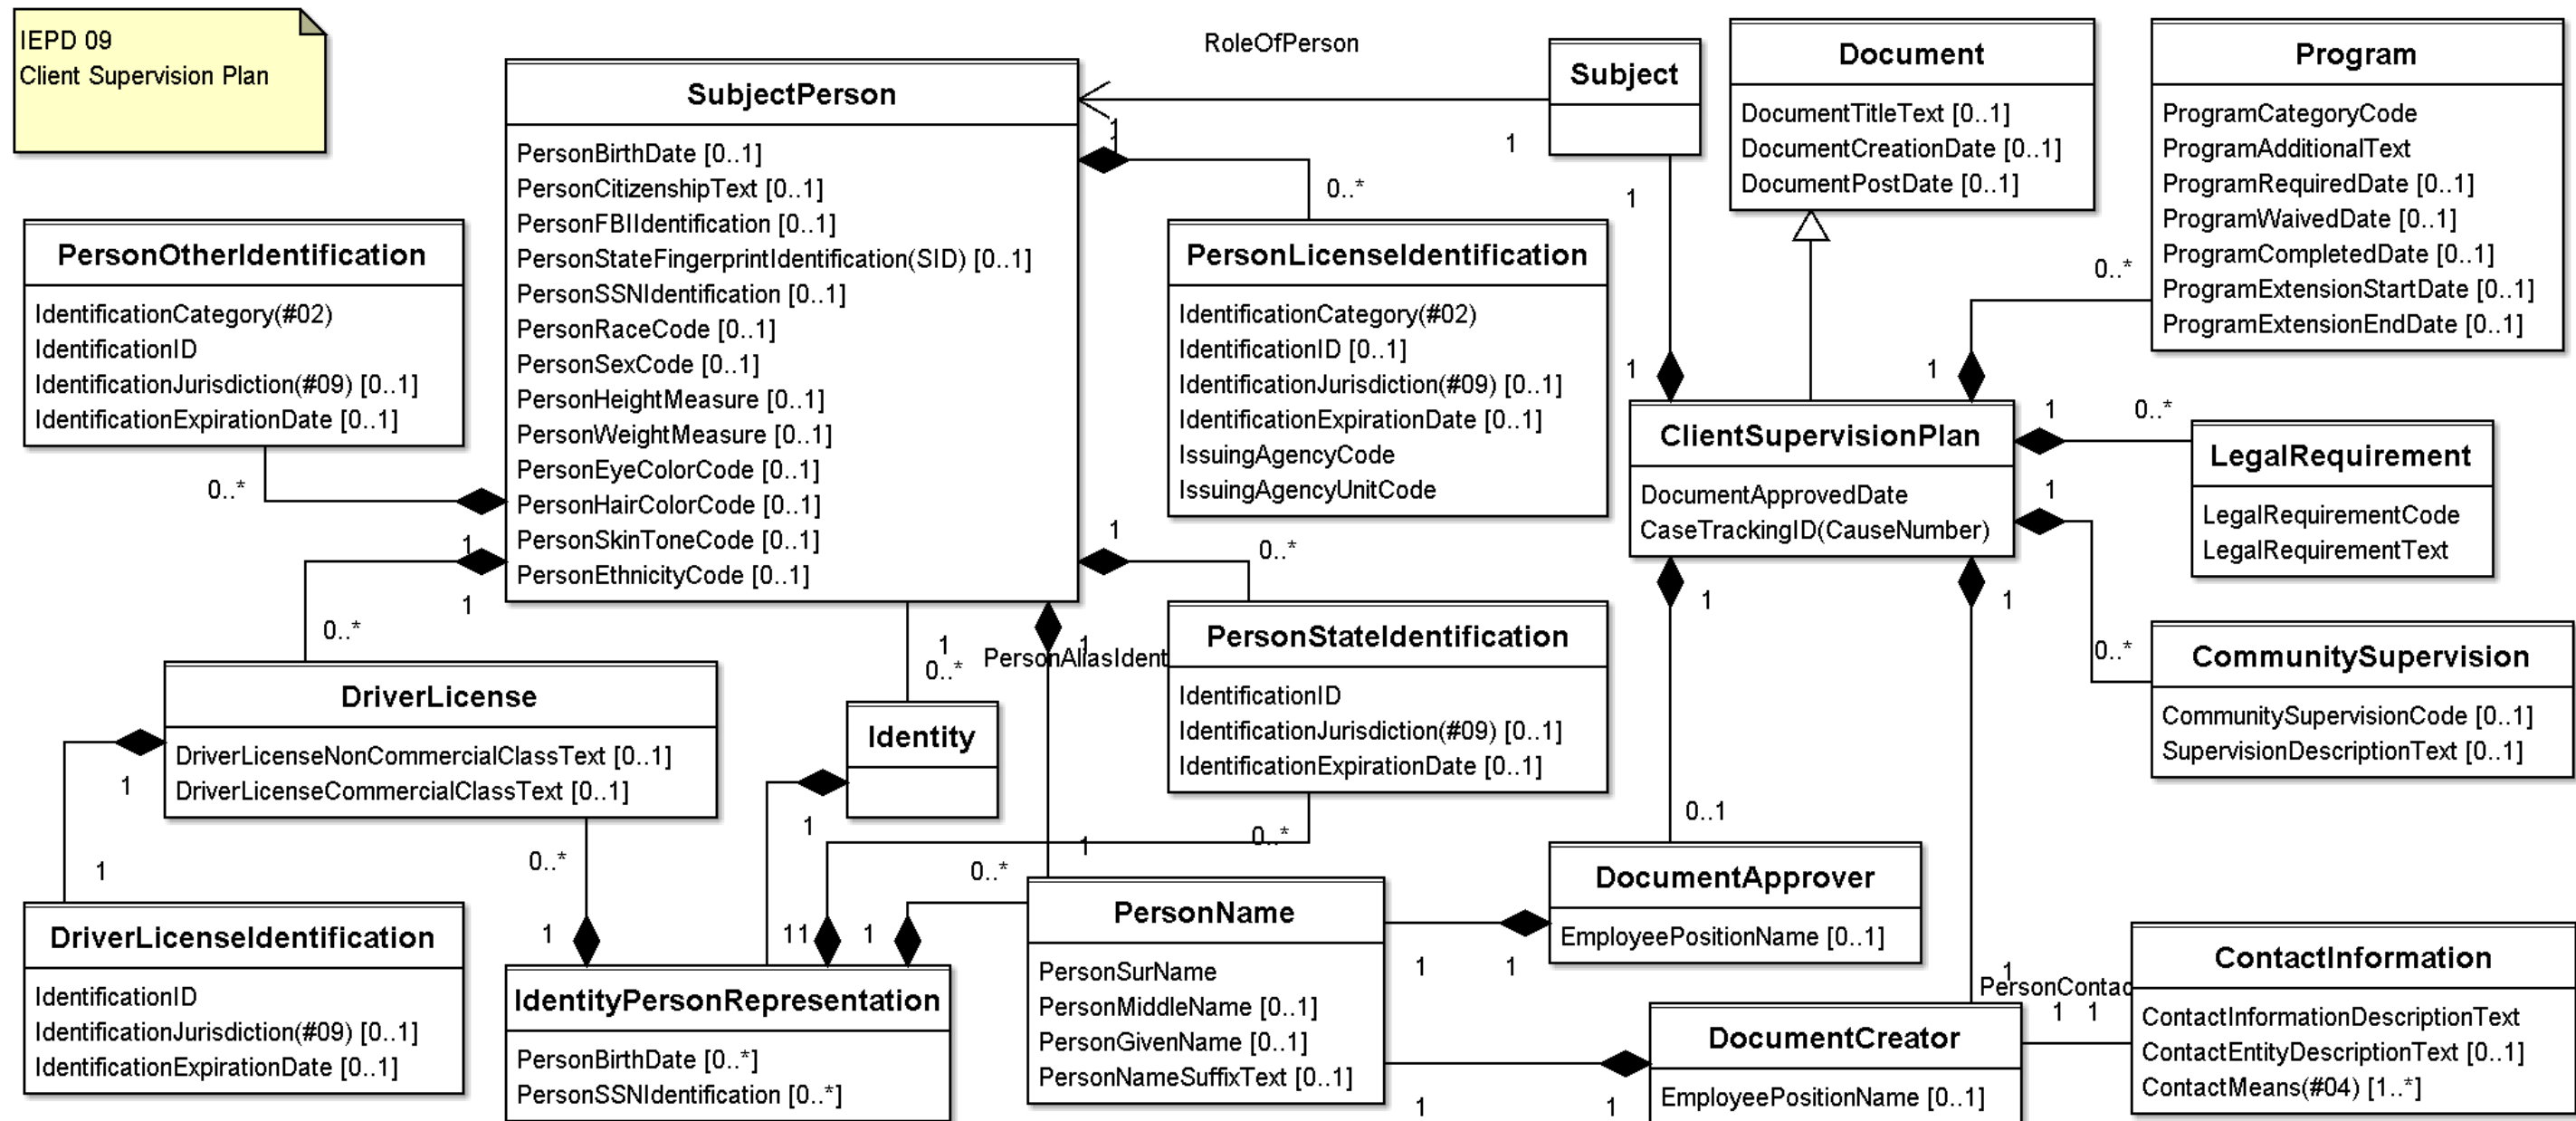 IEPD 09
Client Supervision Plan
RoleOfPerson
SubjectPerson
PersonBirthDate [0..1]
PersonCitizenshipText [0..1]
PersonFBIIdentification [0..1]
PersonStateFingerprintIdentification(SID) [0..1]
PersonSSNIdentification [0..1]
PersonRaceCode [0..1]
PersonSexCode [0..1]
PersonHeightMeasure [0..1]
PersonWeightMeasure [0..1]
PersonEyeColorCode [0..1]
PersonHairColorCode [0..1]
PersonSkinToneCode [0..1]
PersonEthnicityCode [0..1]
1
1
0..*
Subject
1
1
1
Document
DocumentTitleText [0..1]
DocumentCreationDate [0..1]
DocumentPostDate [0..1]
Program
ProgramCategoryCode
ProgramAdditionalText
ProgramRequiredDate [0..1]
ProgramWaivedDate [0..1]
ProgramCompletedDate [0..1]
ProgramExtensionStartDate [0..1]
ProgramExtensionEndDate [0..1]
0..*
1
PersonOtherIdentification
IdentificationCategory(#02)
IdentificationID
IdentificationJurisdiction(#09) [0..1]
IdentificationExpirationDate [0..1]
0..*
1
1
0..*
PersonLicenseIdentification
IdentificationCategory(#02)
IdentificationID [0..1]
IdentificationJurisdiction(#09) [0..1]
IdentificationExpirationDate [0..1]
IssuingAgencyCode
IssuingAgencyUnitCode
1
0..*
ClientSupervisionPlan
DocumentApprovedDate
CaseTrackingID(CauseNumber)
1
0..*
1
0..*
1
1
LegalRequirement
LegalRequirementCode
LegalRequirementText
CommunitySupervision
CommunitySupervisionCode [0..1]
SupervisionDescriptionText [0..1]
DriverLicense
DriverLicenseNonCommercialClassText [0..1]
DriverLicenseCommercialClassText [0..1]
1
1
0..*
1
1
0..*
PersonAliasIdent
1
Identity
1
PersonStateIdentification
IdentificationID
IdentificationJurisdiction(#09) [0..1]
IdentificationExpirationDate [0..1]
0..*
1
0..*
11
1
0..1
DriverLicenseIdentification
IdentificationID
IdentificationJurisdiction(#09) [0..1]
IdentificationExpirationDate [0..1]
IdentityPersonRepresentation
PersonBirthDate [0..*]
PersonSSNIdentification [0..*]
PersonName
PersonSurName
PersonMiddleName [0..1]
PersonGivenName [0..1]
PersonNameSuffixText [0..1]
DocumentApprover
EmployeePositionName [0..1]
1
1
1
PersonContac
1
1
DocumentCreator
EmployeePositionName [0..1]
1
1
ContactInformation
ContactInformationDescriptionText
ContactEntityDescriptionText [0..1]
ContactMeans(#04) [1..*]